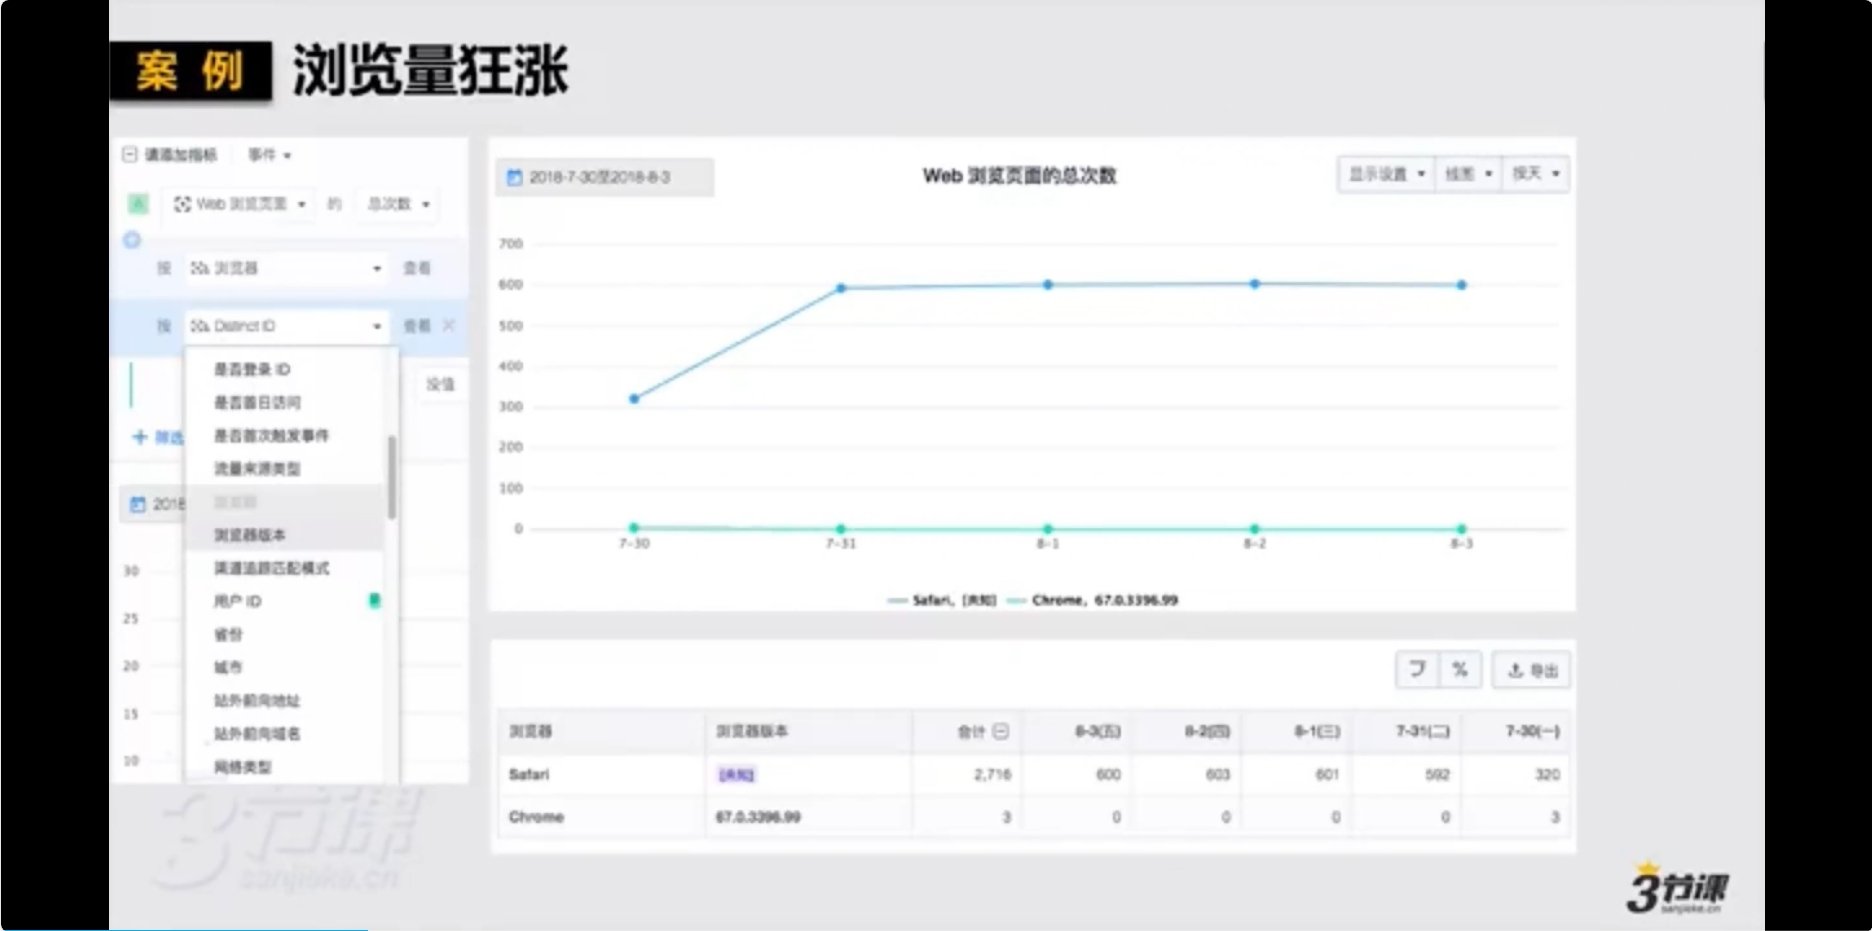 案 例 浏览量狂涨
请添加指标 事件
A Web 浏览页面 的 总次数
按 浏览器 查看
按 Distinct ID 查看
是否登录 ID
没值
是否首日访问
是否首次触发事件
筛选
流量来源类型
浏览器
2018
浏览器版本
渠道追踪匹配模式
用户 ID
省份
城市
站外前向地址
站外前向域名
网络类型
30
25
20
15
10
2018-7-30至2018-8-3
Web 浏览页面的总次数
显示设置 线图 按天
700
600
500
400
300
200
100
0
7-30 7-31 8-1 8-2 8-3
Safari, [未知] Chrome, 67.0.3396.99
% 导出
浏览器 浏览器版本 合计 8-3(五) 8-2(四) 8-1(三) 7-31(二) 7-30(一)
Safari [未知] 2,716 600 603 601 592 320
Chrome 67.0.3396.99 3 0 0 0 0 3
3节课
sanjieke.cn
3节课
sanjieke.cn